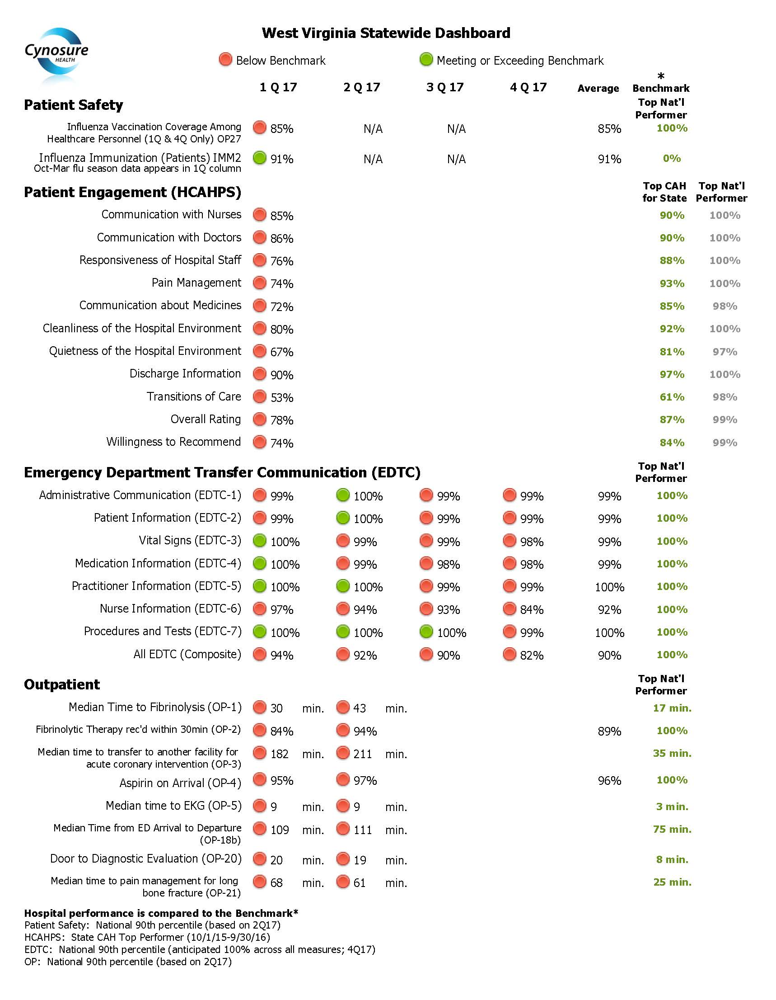 Cynosure
HEALTH
West Virginia Statewide Dashboard
Below Benchmark Meeting or Exceeding Benchmark
*
1 Q 17 2 Q 17 3 Q 17 4 Q 17 Average Benchmark
Patient Safety Top Nat'l
Performer
Influenza Vaccination Coverage Among 85% N/A N/A 85% 100%
Healthcare Personnel (1Q & 4Q Only) OP27
Influenza Immunization (Patients) IMM2 91% N/A N/A 91% 0%
Oct-Mar flu season data appears in 1Q column
Patient Engagement (HCAHPS) Top CAH Top Nat'l
for State Performer
Communication with Nurses 85% 90% 100%
Communication with Doctors 86% 90% 100%
Responsiveness of Hospital Staff 76% 88% 100%
Pain Management 74% 93% 100%
Communication about Medicines 72% 85% 98%
Cleanliness of the Hospital Environment 80% 92% 100%
Quietness of the Hospital Environment 67% 81% 97%
Discharge Information 90% 97% 100%
Transitions of Care 53% 61% 98%
Overall Rating 78% 87% 99%
Willingness to Recommend 74% 84% 99%
Emergency Department Transfer Communication (EDTC) Top Nat'l
Performer
Administrative Communication (EDTC-1) 99% 100% 99% 99% 99% 100%
Patient Information (EDTC-2) 99% 100% 99% 99% 99% 100%
Vital Signs (EDTC-3) 100% 99% 99% 98% 99% 100%
Medication Information (EDTC-4) 100% 99% 98% 98% 99% 100%
Practitioner Information (EDTC-5) 100% 100% 99% 99% 100% 100%
Nurse Information (EDTC-6) 97% 94% 93% 84% 92% 100%
Procedures and Tests (EDTC-7) 100% 100% 100% 99% 100% 100%
All EDTC (Composite) 94% 92% 90% 82% 90% 100%
Outpatient Top Nat'l
Performer
Median Time to Fibrinolysis (OP-1) 30 min. 43 min. 17 min.
Fibrinolytic Therapy rec'd within 30min (OP-2) 84% 94% 89% 100%
Median time to transfer to another facility for 182 min. 211 min. 35 min.
acute coronary intervention (OP-3)
Aspirin on Arrival (OP-4) 95% 97% 96% 100%
Median time to EKG (OP-5) 9 min. 9 min. 3 min.
Median Time from ED Arrival to Departure 109 min. 111 min. 75 min.
(OP-18b)
Door to Diagnostic Evaluation (OP-20) 20 min. 19 min. 8 min.
Median time to pain management for long 68 min. 61 min. 25 min.
bone fracture (OP-21)
Hospital performance is compared to the Benchmark*
Patient Safety: National 90th percentile (based on 2Q17)
HCAHPS: State CAH Top Performer (10/1/15-9/30/16)
EDTC: National 90th percentile (anticipated 100% across all measures; 4Q17)
OP: National 90th percentile (based on 2Q17)